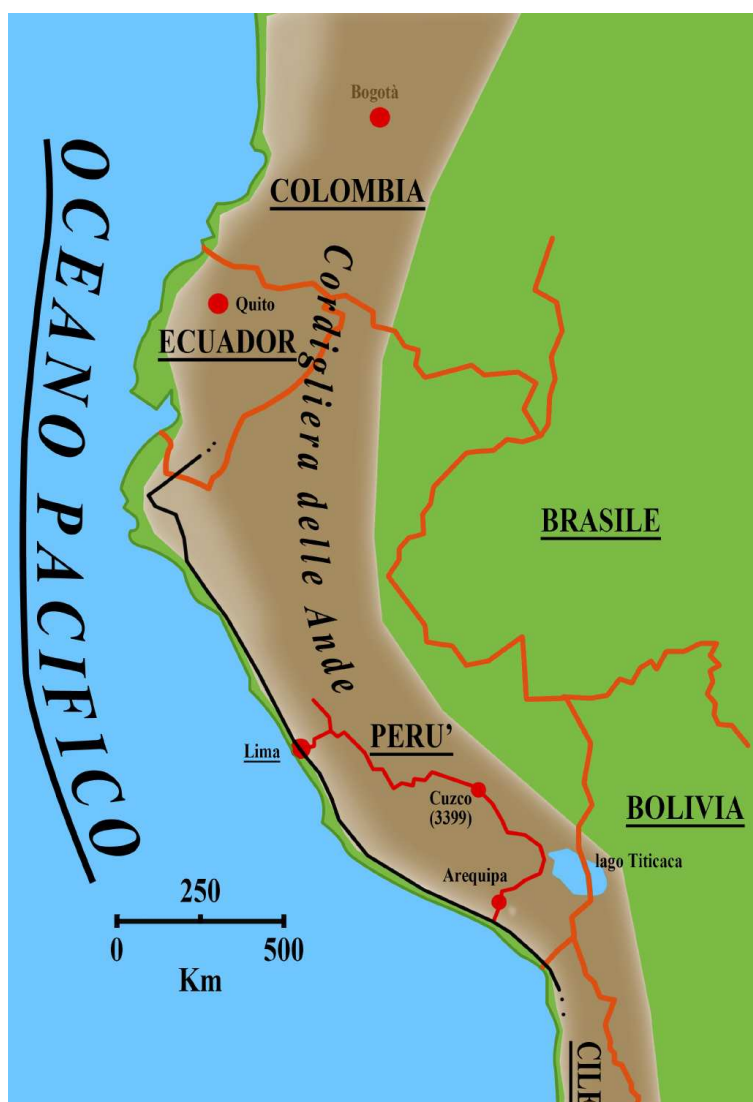 Bogotà
OCEANO PACIFICO
COLOMBIA
Cordigliera delle Ande
Quito
ECUADOR
BRASILE
PERU’
Lima
Cuzco
(3399)
BOLIVIA
lago Titicaca
Arequipa
250
0 500
Km